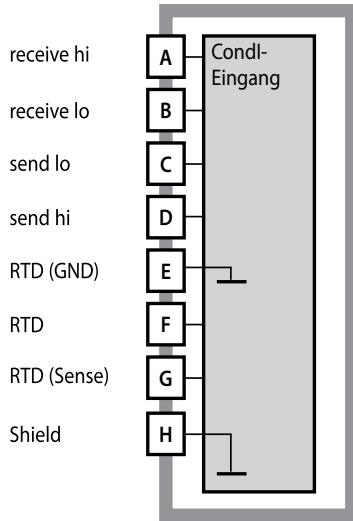 receive hi
A
Condl-
Eingang
receive lo
B
send lo
C
send hi
D
RTD (GND)
E
RTD
F
RTD (Sense)
G
Shield
H